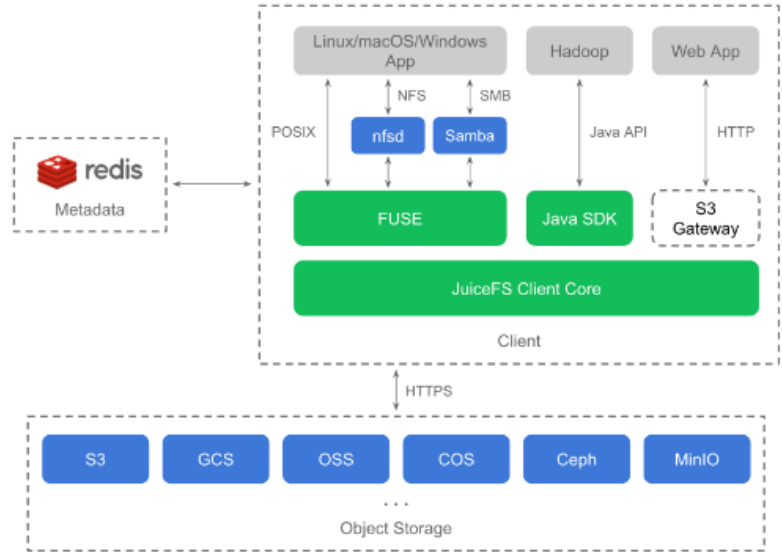 Linux/macOS/Windows
App
Hadoop
Web App
NFS
SMB
POSIX
nfsd
Samba
Java API
HTTP
redis
Metadata
FUSE
Java SDK
S3
Gateway
JuiceFS Client Core
Client
HTTPS
S3
GCS
OSS
COS
Ceph
MinIO
...
Object Storage